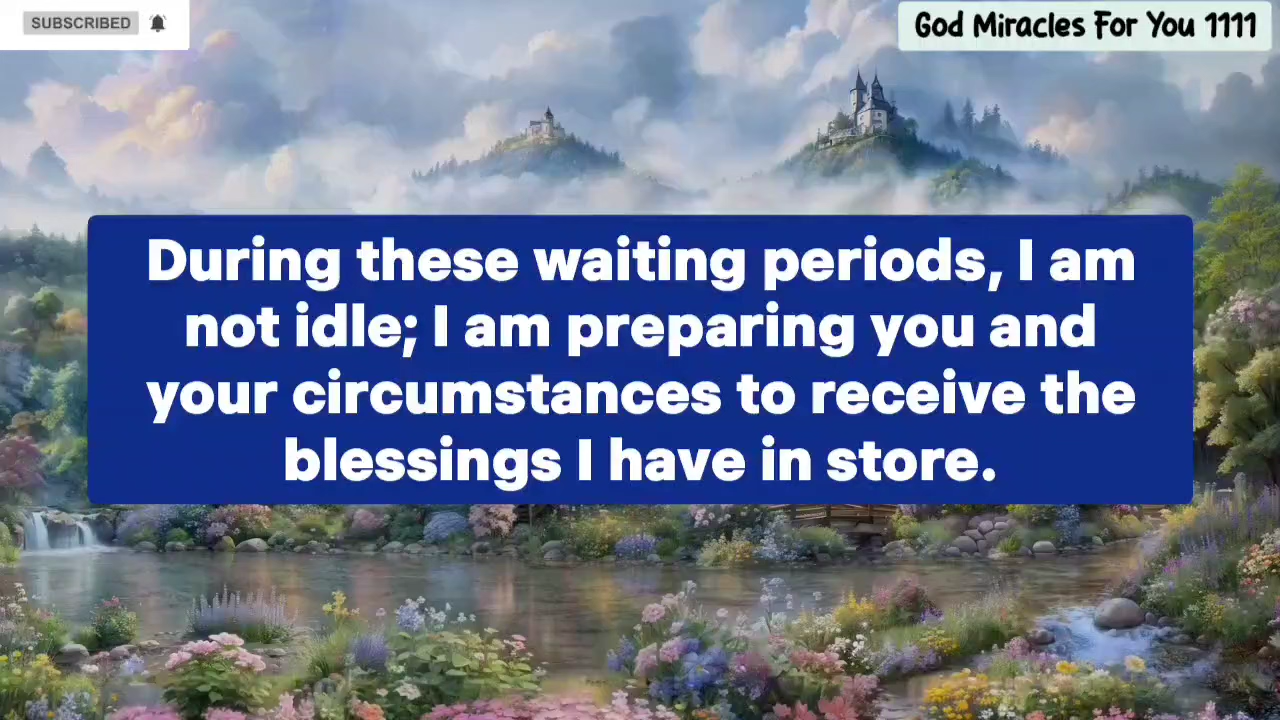 SUBSCRIBED
God Miracles For You 1111
During these waiting periods, I am
not idle; I am preparing you and
your circumstances to receive the
blessings I have in store.